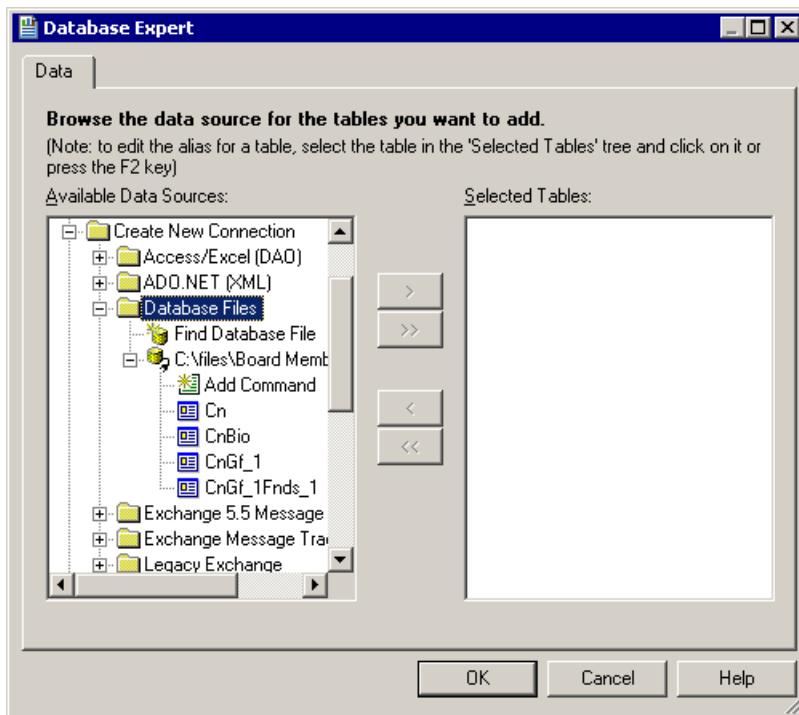 Database Expert
Data
Browse the data source for the tables you want to add.
(Note: to edit the alias for a table, select the table in the 'Selected Tables' tree and click on it or
press the F2 key)
Available Data Sources:
Selected Tables:
Create New Connection
Access/Excel (DAO)
ADO.NET (XML)
Database Files
Find Database File
C:\files\Board Memb
Add Command
Cn
CnBio
CnGf_1
CnGf_1Fnds_1
Exchange 5.5 Message
Exchange Message Tra
Legacy Exchange
>
>>
<
<<
OK
Cancel
Help